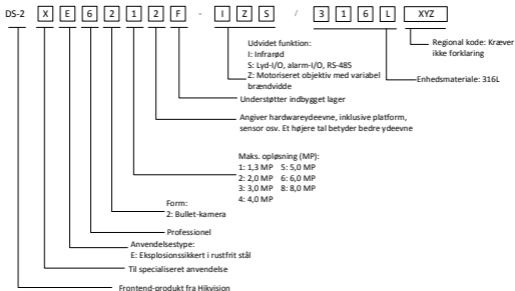 DS-2 X E 6 2 1 2 F - I Z S / 3 1 6 L XYZ
Udvidet funktion:
I: Infrarød
S: Lyd-I/O, alarm-I/O, RS-485
Z: Motoriseret objektiv med variabel
brændvidde
Regional kode: Kræver
ikke forklaring
Enhedsmateriale: 316L
Understøtter indbygget lager
Angiver hardwareydeevne, inklusive platform,
sensor osv. Et højere tal betyder bedre ydeevne
Maks. opløsning (MP):
1: 1,3 MP 5: 5,0 MP
2: 2,0 MP 6: 6,0 MP
3: 3,0 MP 8: 8,0 MP
4: 4,0 MP
Form:
2: Bullet-kamera
Professionel
Anvendelsestype:
E: Eksplosionssikkert i rustfrit stål
Til specialiseret anvendelse
Frontend-produkt fra Hikvision